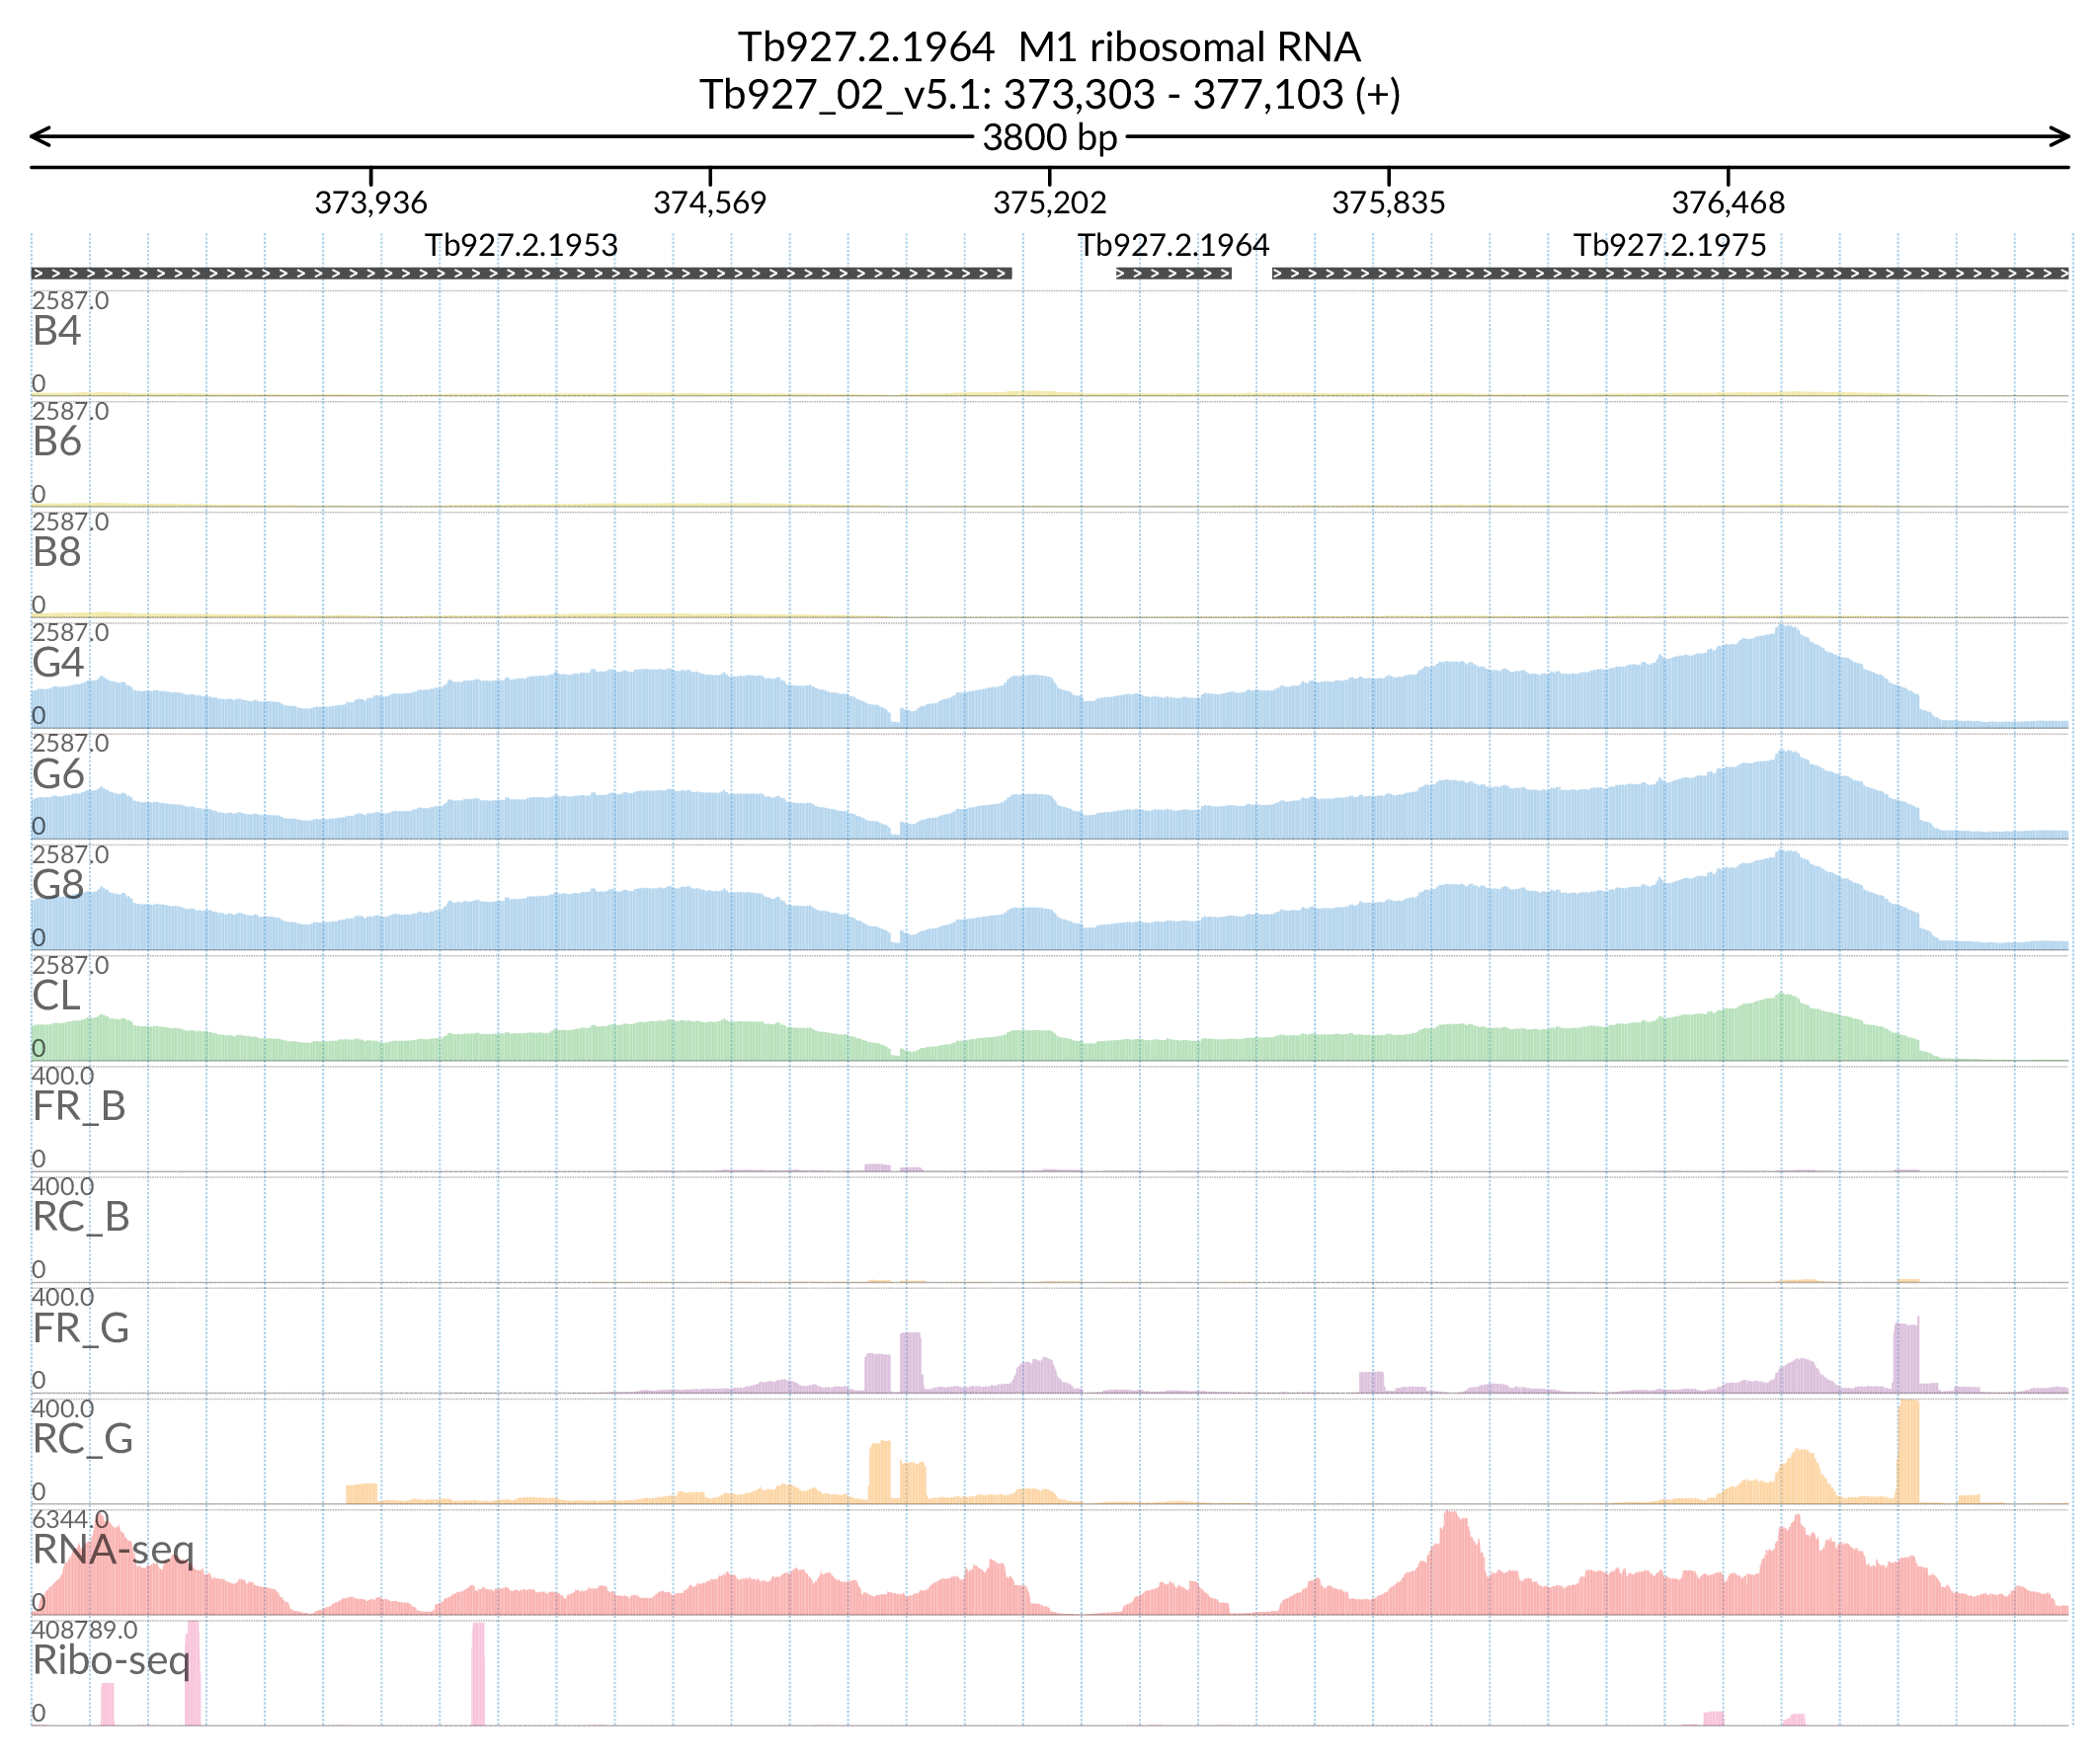 Tb927.2.1964  M1 ribosomal RNA
Tb927_02_v5.1: 373,303 - 377,103 (+)
3800 bp
373,936 374,569 375,202 375,835 376,468
Tb927.2.1953 Tb927.2.1964 Tb927.2.1975
2587.0
B4
0
2587.0
B6
0
2587.0
B8
0
2587.0
G4
0
2587.0
G6
0
2587.0
G8
0
2587.0
CL
0
400.0
FR_B
0
400.0
RC_B
0
400.0
FR_G
0
400.0
RC_G
0
6344.0
RNA-seq
0
408789.0
Ribo-seq
0